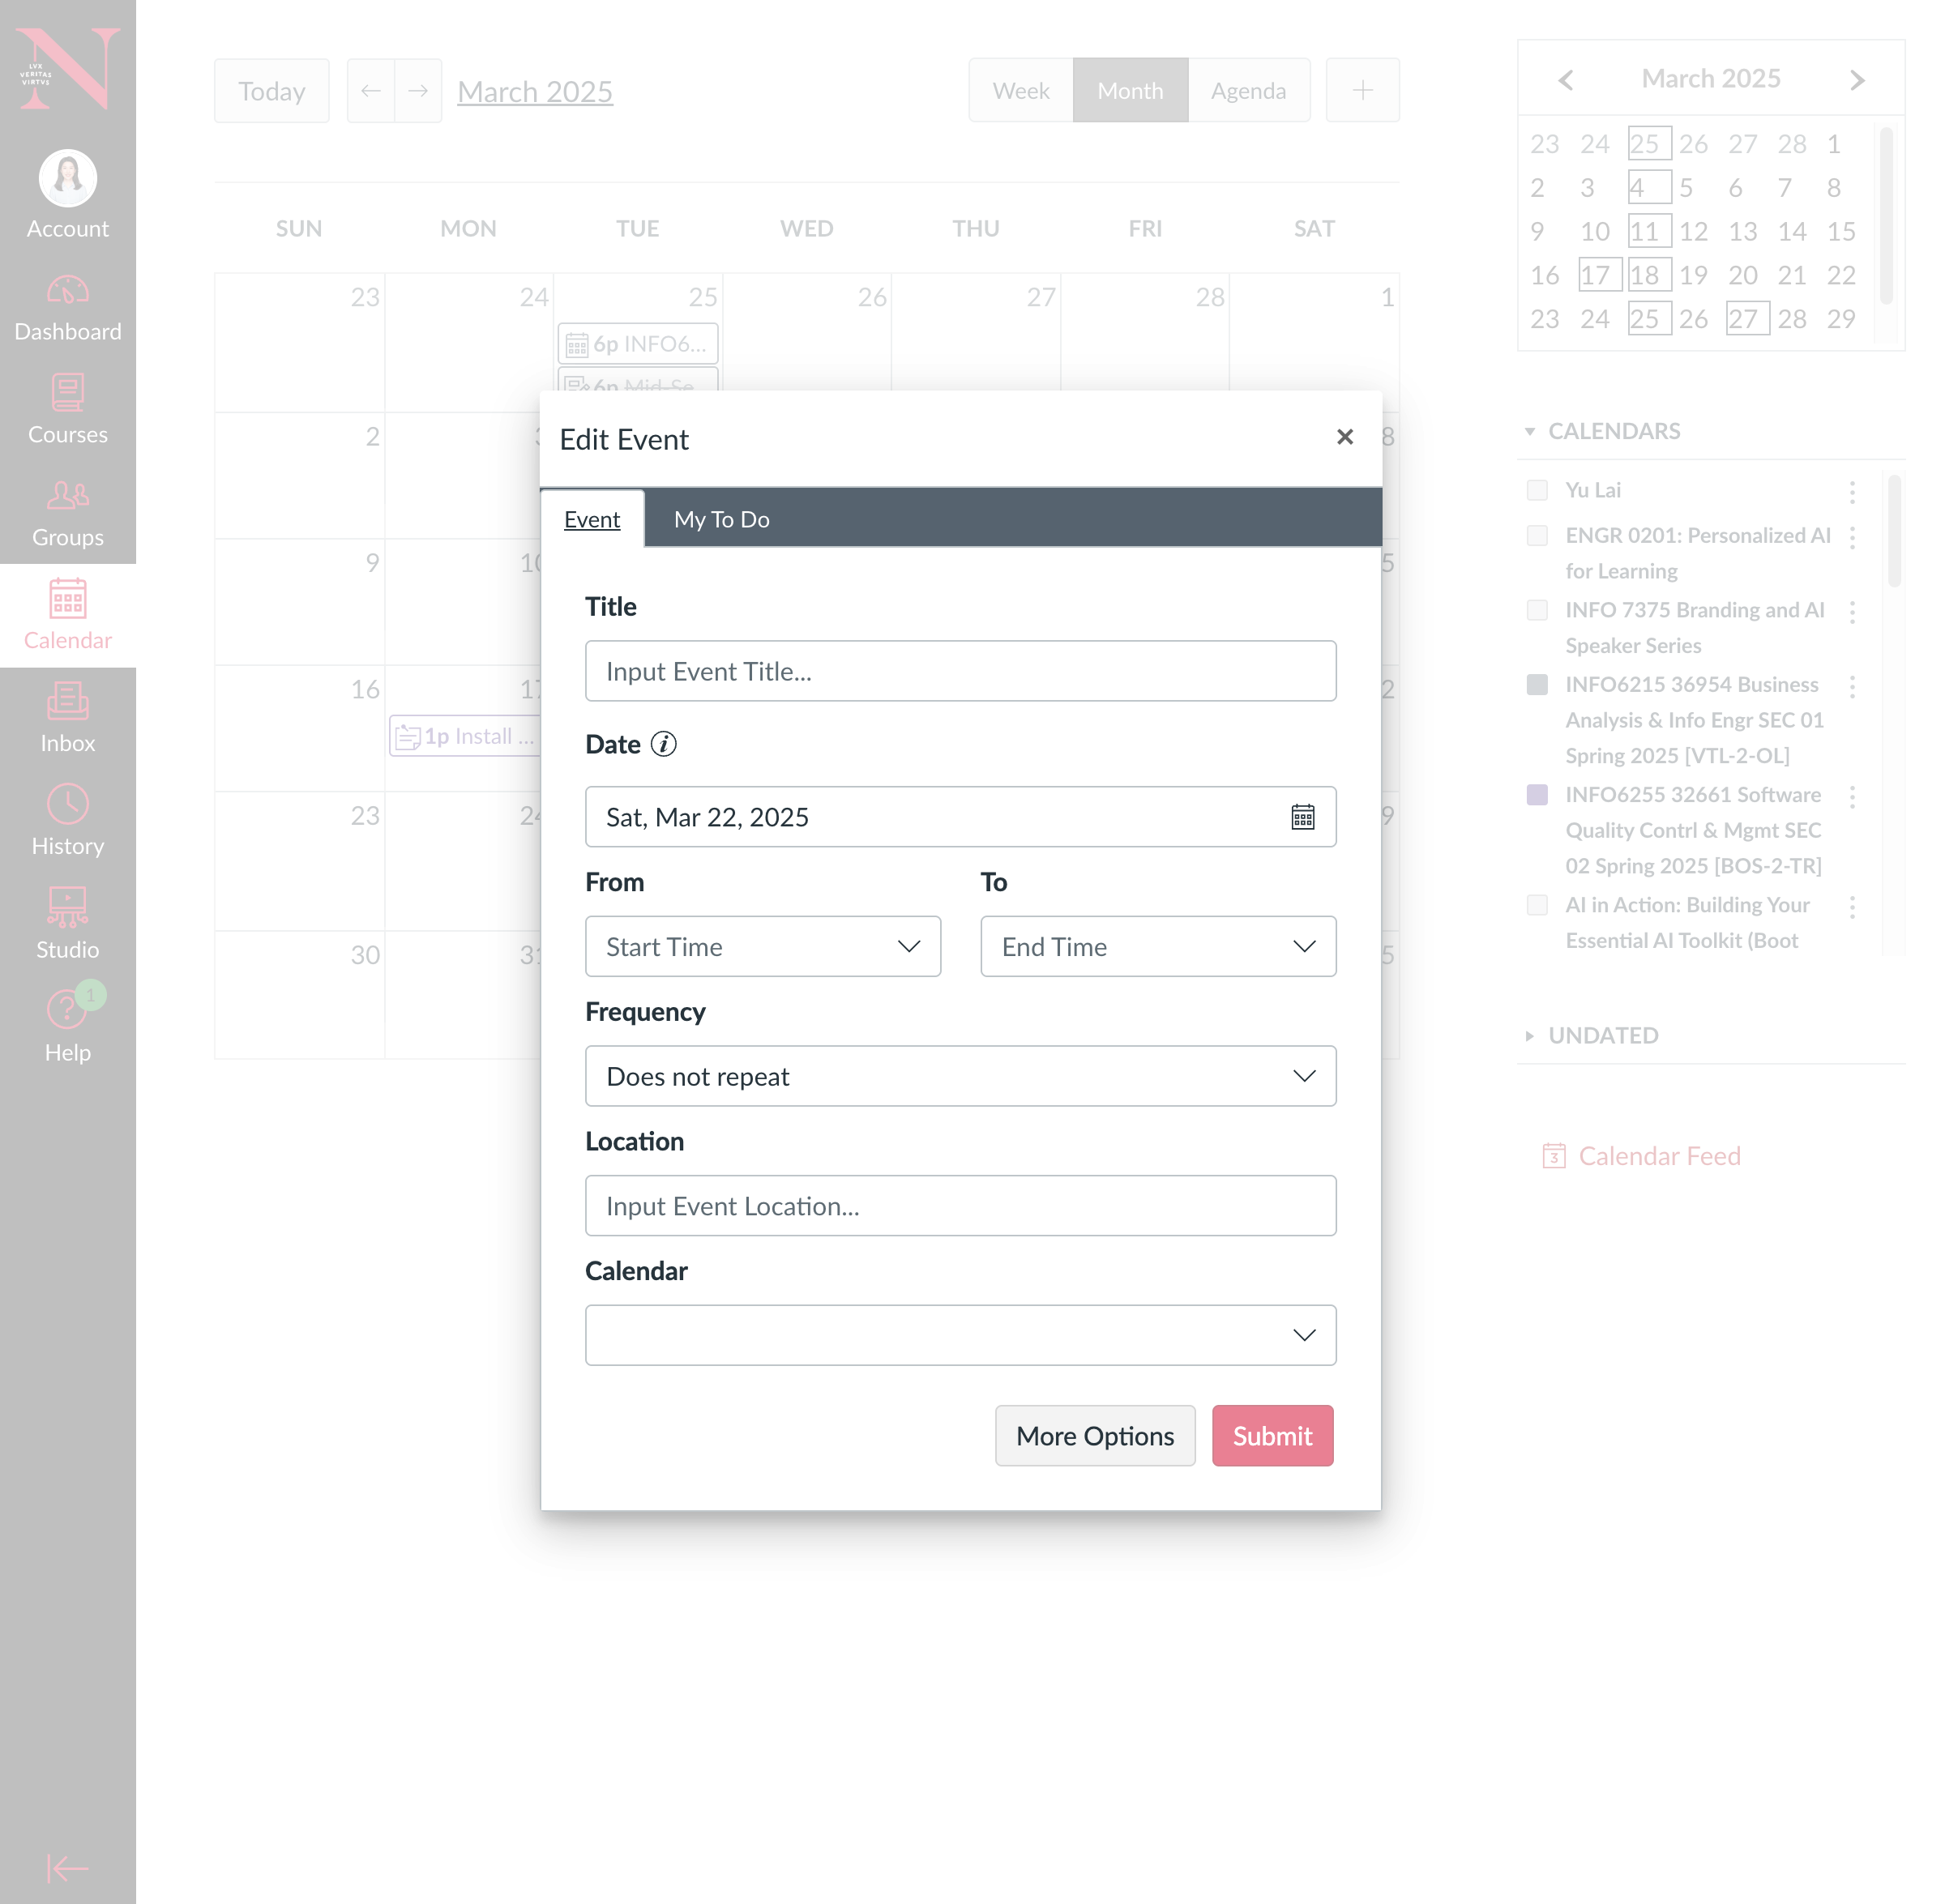 LVX
VERITAS
VIRTVS
Account
Dashboard
Courses
Groups
Calendar
Inbox
History
Studio
1
Help
Today
March 2025
Week
Month
Agenda
SUN MON TUE WED THU FRI SAT
23 24 25 26 27 28 1
6p INFO6...
6p Mid-Se
2 8
9 10 5
16 17 2
1p Install ...
23 24 9
30 31 5
Edit Event
Event
My To Do
Title
Input Event Title...
Date
Sat, Mar 22, 2025
From
To
Start Time
End Time
Frequency
Does not repeat
Location
Input Event Location...
Calendar
More Options
Submit
March 2025
23 24 25 26 27 28 1
2 3 4 5 6 7 8
9 10 11 12 13 14 15
16 17 18 19 20 21 22
23 24 25 26 27 28 29
CALENDARS
Yu Lai
ENGR 0201: Personalized AI
for Learning
INFO 7375 Branding and AI
Speaker Series
INFO6215 36954 Business
Analysis & Info Engr SEC 01
Spring 2025 [VTL-2-OL]
INFO6255 32661 Software
Quality Contrl & Mgmt SEC
02 Spring 2025 [BOS-2-TR]
AI in Action: Building Your
Essential AI Toolkit (Boot
UNDATED
3
Calendar Feed